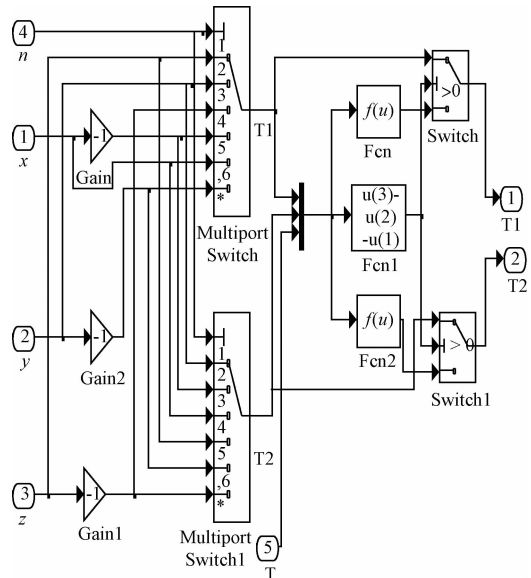 4
n
1
2
3
4
5
,6
*
T1
Multiport
Switch
1
x
-1
Gain
2
y
-1
Gain2
3
z
-1
Gain1
1
2
3
4
5
,6
*
T2
Multiport
Switch1
5
T
f(u)
Fcn
u(3)-
u(2)
-u(1)
Fcn1
f(u)
Fcn2
>0
Switch
> 0
Switch1
1
T1
2
T2